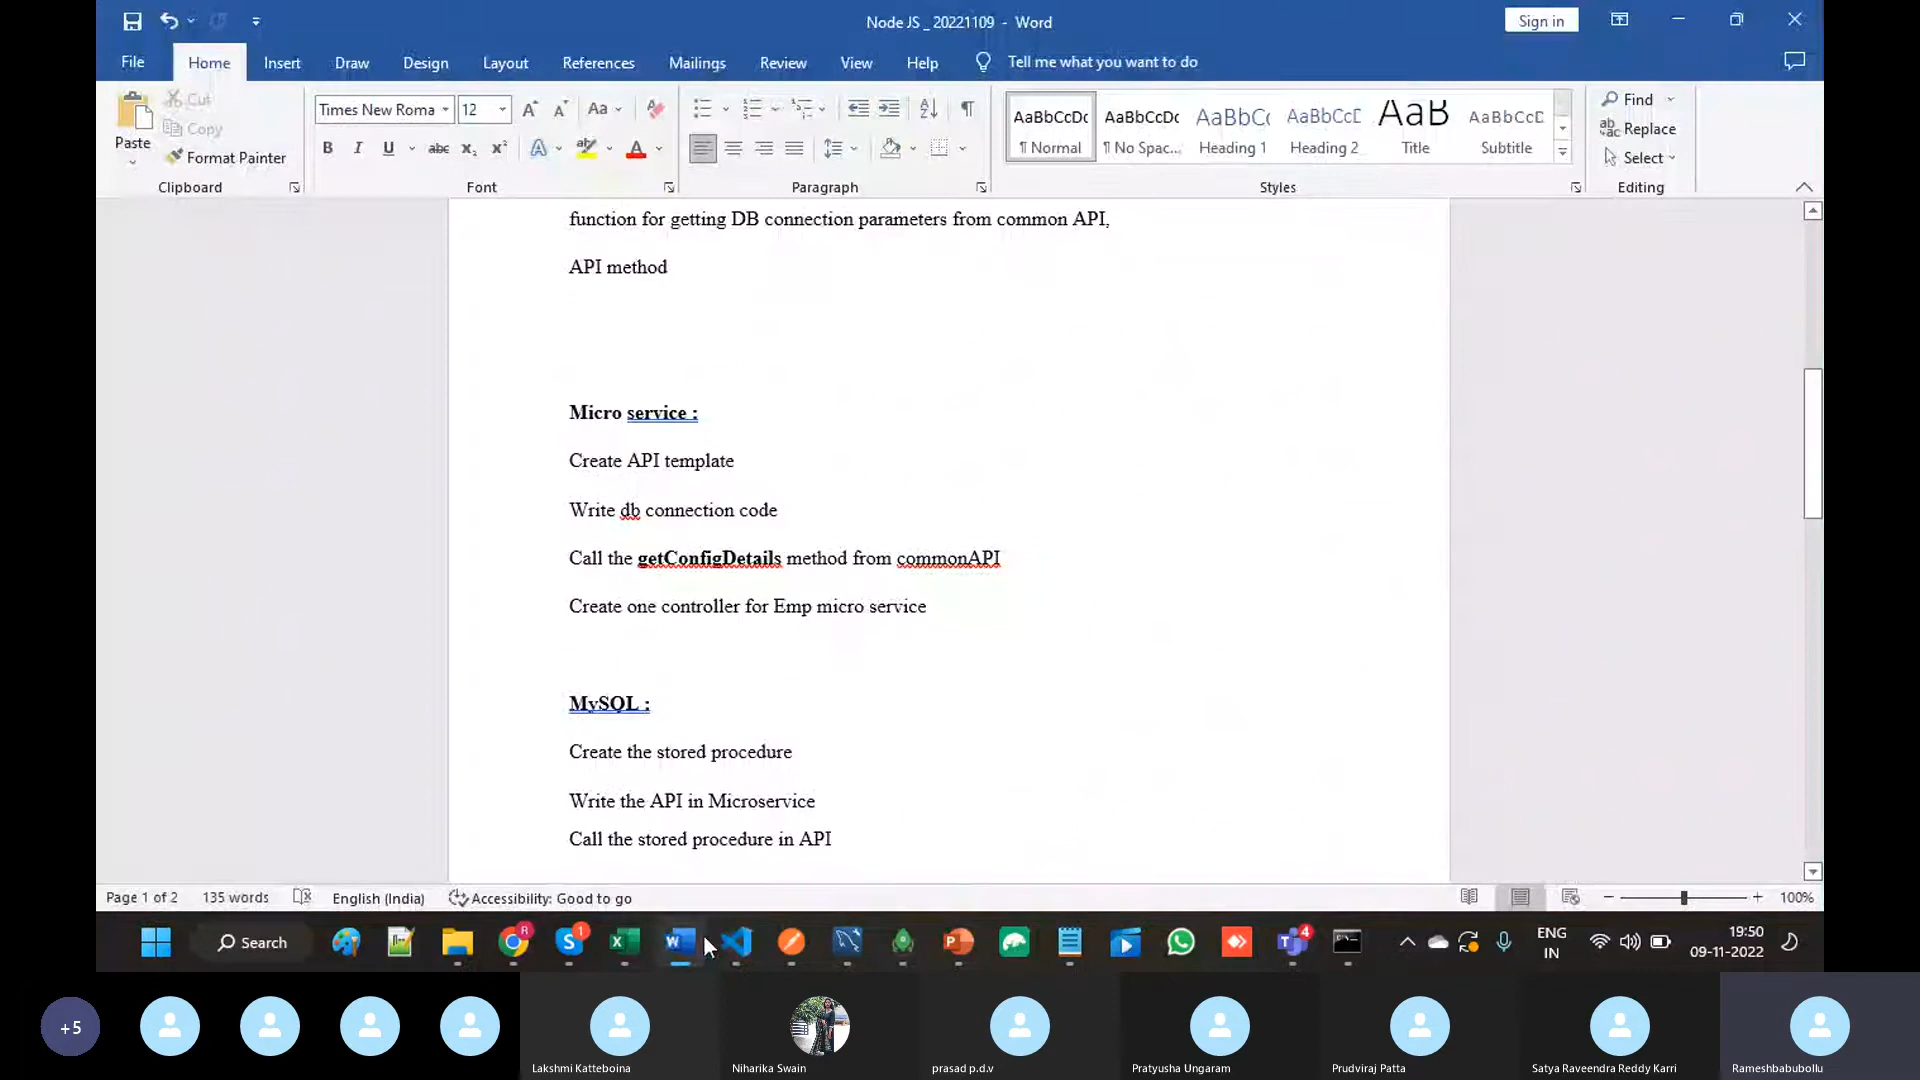 Node JS _ 20221109 - Word
Sign in
File Home Insert Draw Design Layout References Mailings Review View Help Tell me what you want to do
Paste
Cut
Copy
Format Painter
Clipboard
Times New Roma 12
Font
Paragraph
AaBbCcDc AaBbCcDc AaBbC AaBbCcE AaB AaBbCcD
¶ Normal ¶ No Spac... Heading 1 Heading 2 Title Subtitle
Styles
Find
Replace
Select
Editing
function for getting DB connection parameters from common API,
API method
Micro service :
Create API template
Write db connection code
Call the getConfigDetails method from commonAPI
Create one controller for Emp micro service
MySQL :
Create the stored procedure
Write the API in Microservice
Call the stored procedure in API
Page 1 of 2 135 words English (India) Accessibility: Good to go 100%
Search
ENG
IN
19:50
09-11-2022
+5
Lakshmi Katteboina
Niharika Swain
prasad p.d.v
Pratyusha Ungaram
Prudviraj Patta
Satya Raveendra Reddy Karri
Rameshbabubollu